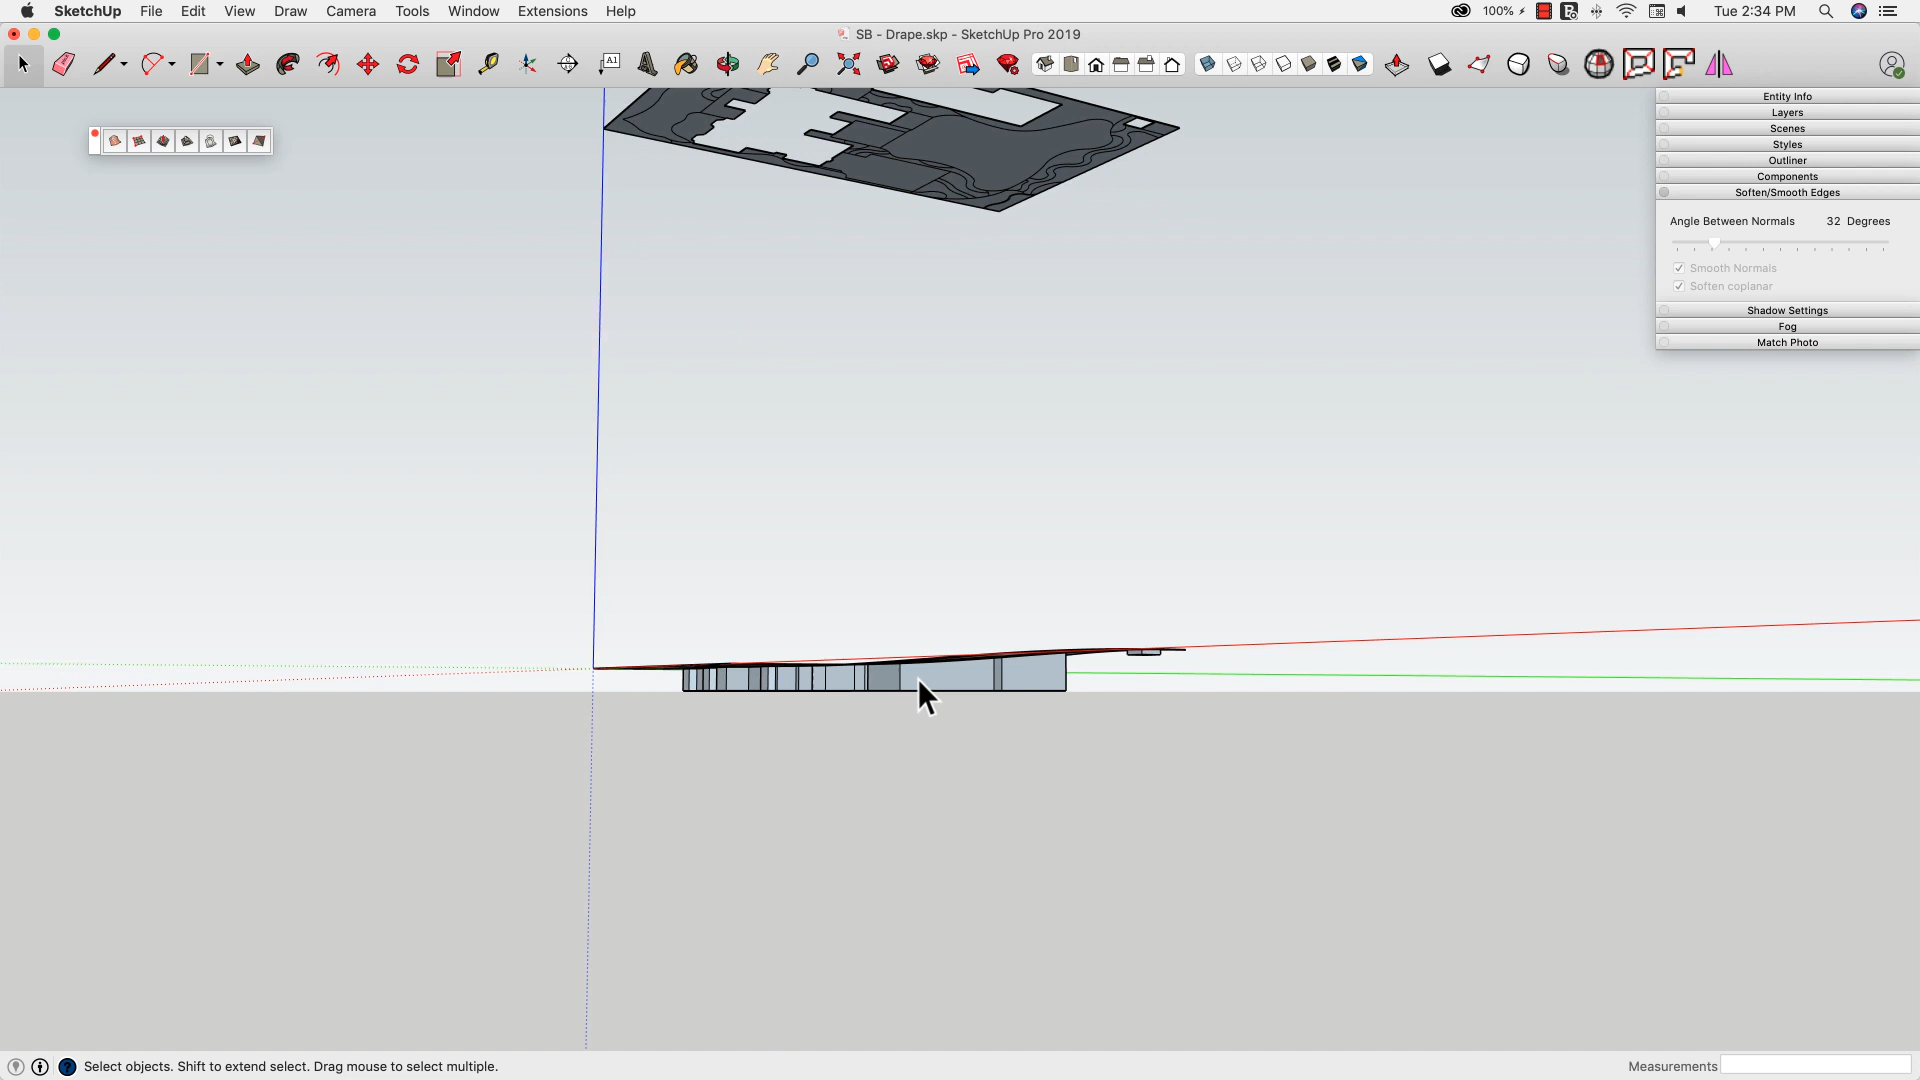 SketchUp File Edit View Draw Camera Tools Window Extensions Help
100% Tue 2:34 PM
SB - Drape.skp - SketchUp Pro 2019
A1
Entity Info
Layers
Scenes
Styles
Outliner
Components
Soften/Smooth Edges
Angle Between Normals 32 Degrees
Smooth Normals
Soften coplanar
Shadow Settings
Fog
Match Photo
Select objects. Shift to extend select. Drag mouse to select multiple.
Measurements